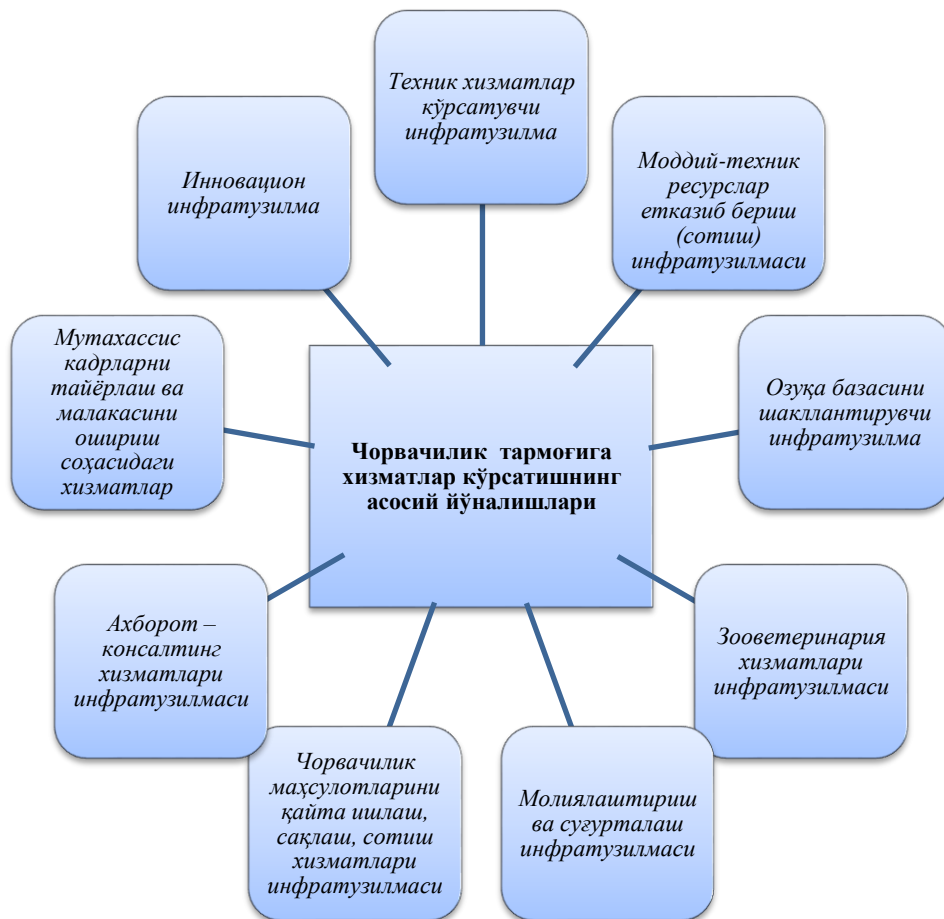 Техник хизматлар
кўрсатувчи
инфратузилма
Моддий-техник
ресурслар
етказиб бериш
(сотиш)
инфратузилмаси
Озуқа базасини
шакллантирувчи
инфратузилма
Зооветеринария
хизматлари
инфратузилмаси
Молиялаштириш
ва суғурталаш
инфратузилмаси
Чорвачилик
маҳсулотларини
қайта ишлаш,
сақлаш, сотиш
хизматлари
инфратузилмаси
Ахборот –
консалтинг
хизматлари
инфратузилмаси
Мутахассис
кадрларни
тайёрлаш ва
малакасини
ошириш
соҳасидаги
хизматлар
Инновацион
инфратузилма
Чорвачилик тармоғига
хизматлар кўрсатишнинг
асосий йўналишлари